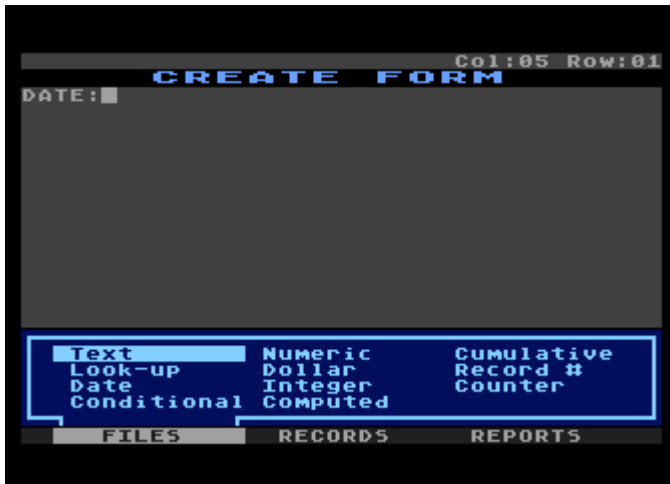 Col:05 Row:01
CREATE FORM
DATE:
Text Numeric Cumulative
Look-up Dollar Record #
Date Integer Counter
Conditional Computed
FILES RECORDS REPORTS